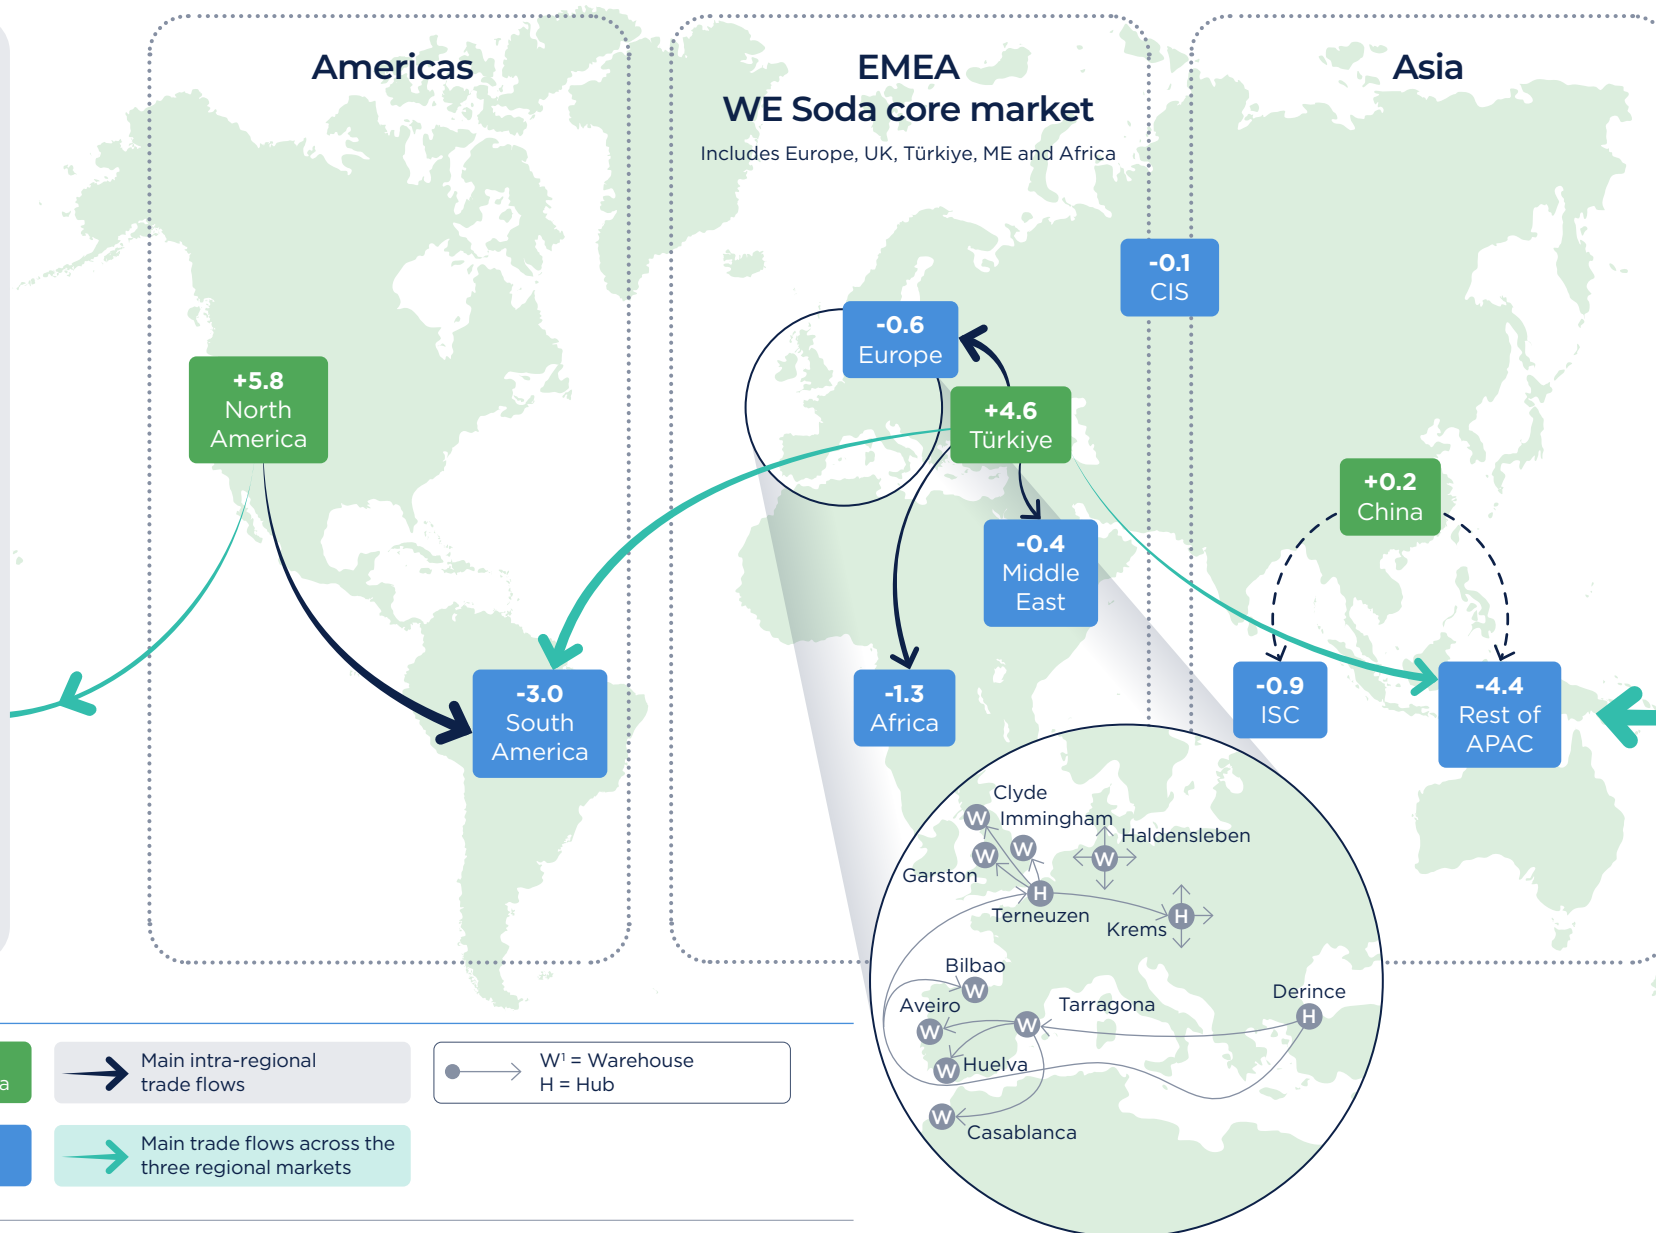 Americas
EMEA
WE Soda core market
Includes Europe, UK, Türkiye, ME and Africa
Asia
-0.1
CIS
-0.6
Europe
+5.8
North
America
+4.6
Türkiye
+0.2
China
-0.4
Middle
East
-3.0
South
America
-1.3
Africa
-0.9
ISC
-4.4
Rest of
APAC
Clyde
W
Immingham
W
Haldensleben
W
W
Garston
H
Terneuzen
H
Krems
Bilbao
W
Aveiro
W
Tarragona
W
Derince
H
Huelva
W
W
Casablanca
a
Main intra-regional
trade flows
W¹ = Warehouse
H = Hub
Main trade flows across the
three regional markets